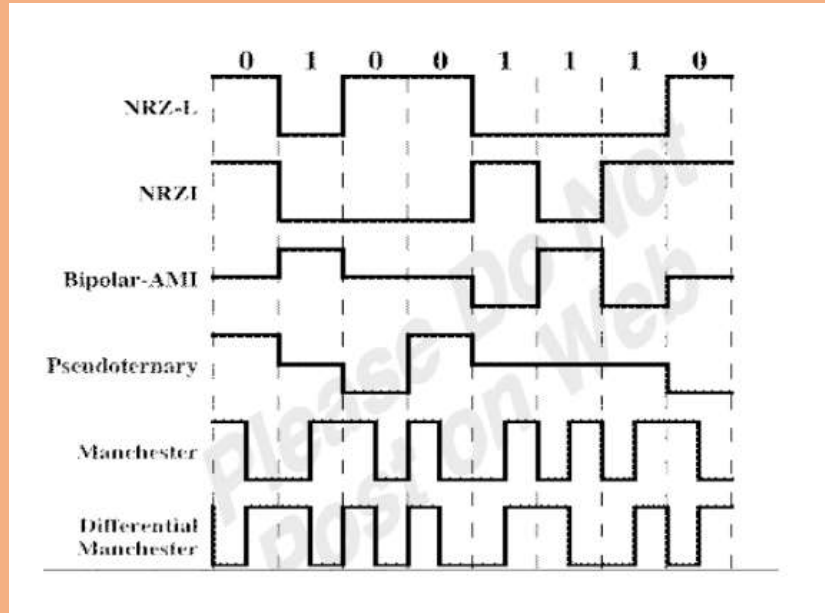 0 1 0 0 1 1 1 0
NRZ-L
NRZI
Bipolar-AMI
Pseudoternary
Manchester
Differential
Manchester
Please Do Not
Post on Web